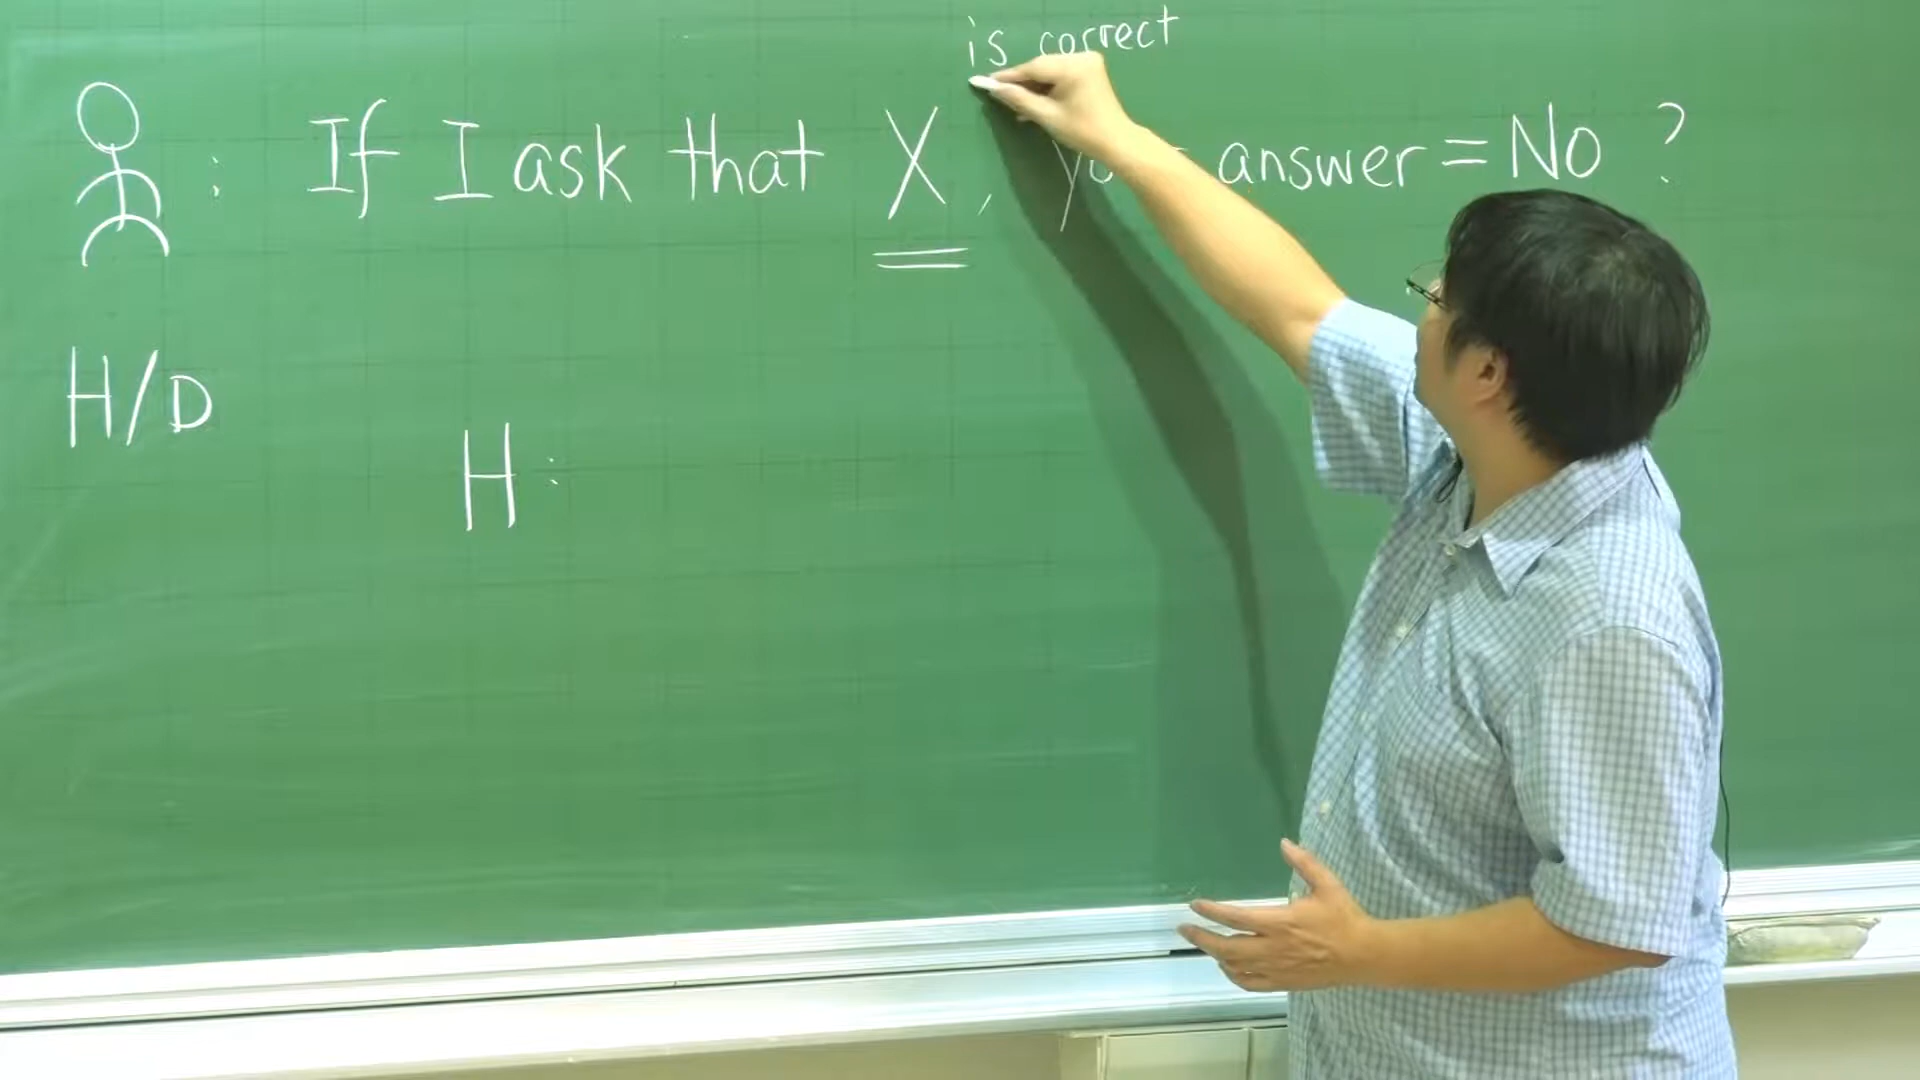 is correct
: If I ask that X, answer = No ?
H/D
H: